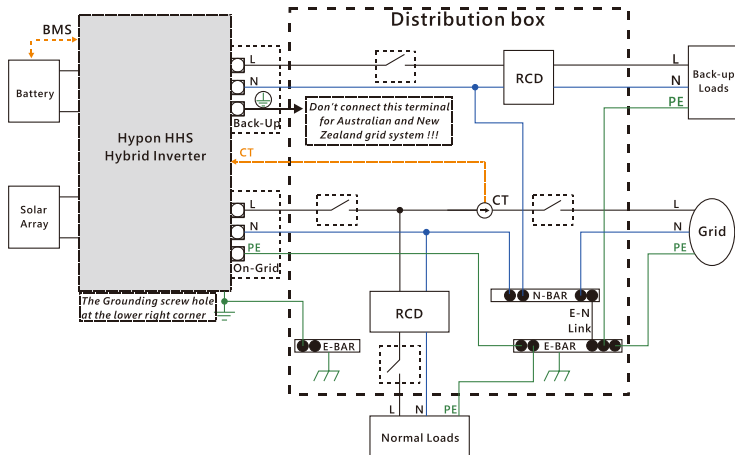 Distribution box
BMS
Battery
Hypon HHS
Hybrid Inverter
L
N
Back-Up
Don't connect this terminal
for Australian and New
Zealand grid system !!!
RCD
L
N
PE
Back-up
Loads
CT
CT
Solar
Array
L
N
PE
On-Grid
L
N
PE
Grid
The Grounding screw hole
at the lower right corner
RCD
N-BAR
E-N
Link
E-BAR
E-BAR
L
N
PE
Normal Loads